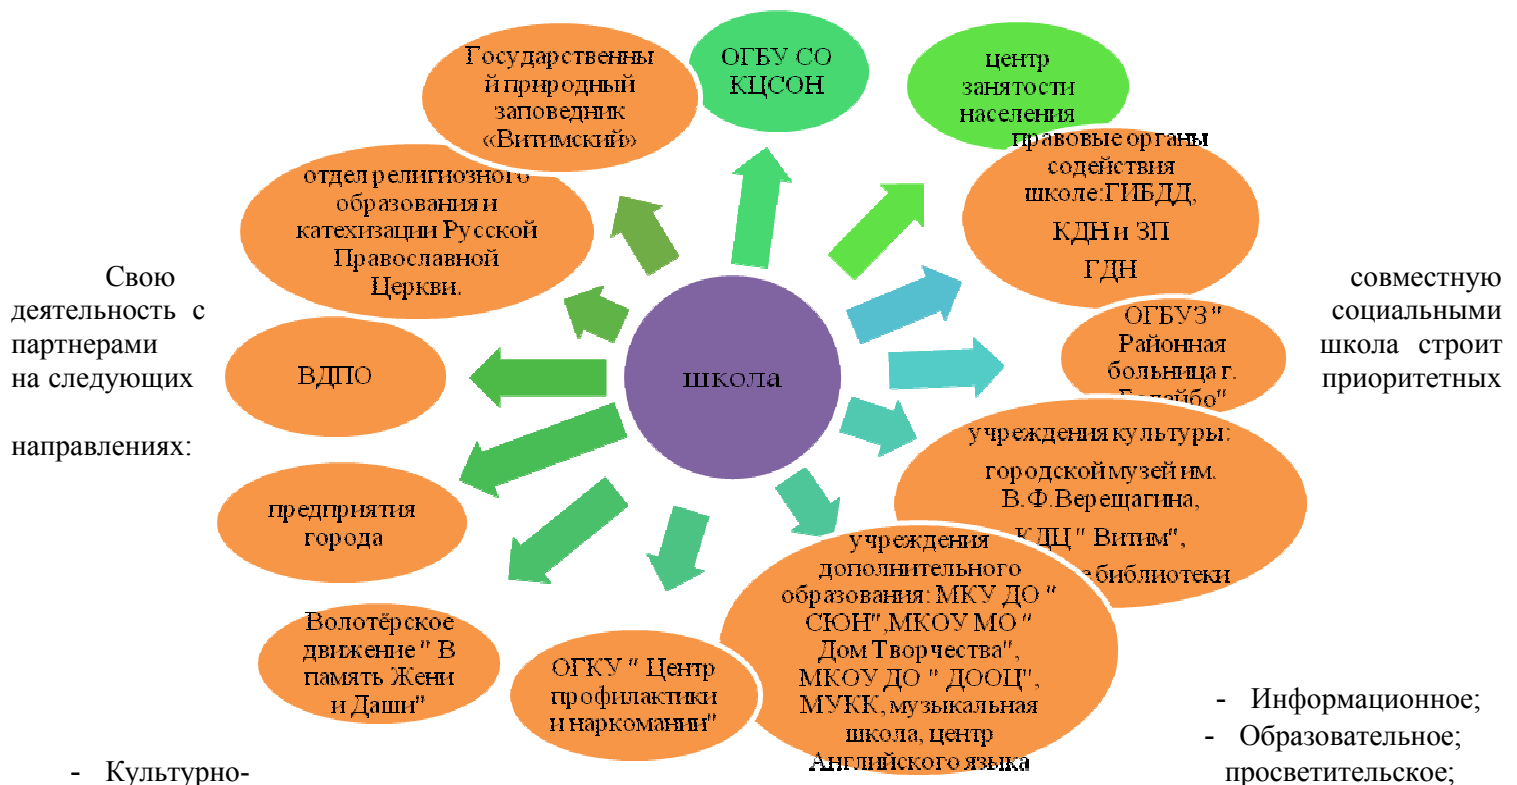 Государственны
й природный
заповедник
«Витимский»
ОГБУ СО
КЦСОН
центр
занятости
населения
правовые органы
содействия
школе:ГИБДД,
КДН и ЗП
ГДН
отдел религиозного
образования и
катехизации Русской
Православной
Церкви.
Свою совместную
деятельность с социальными
партнерами школа строит
на следующих приоритетных
направлениях:
ОГБУЗ "
Районная
больница г.
ВДПО
школа
учреждения культуры:
городской музей им.
В.Ф.Верещагина,
КДЦ " Витим",
библиотеки
предприятия
города
учреждения
дополнительного
образования: МКУ ДО "
СЮН",МКОУ МО "
Дом Творчества",
МКОУ ДО " ДООЦ",
МУКК, музыкальная
школа, центр
Английского языка
Волотёрское
движение " В
память Жени
и Даши"
ОГКУ " Центр
профилактики
и наркомании"
- Информационное;
- Образовательное;
- Культурно-просветительское;